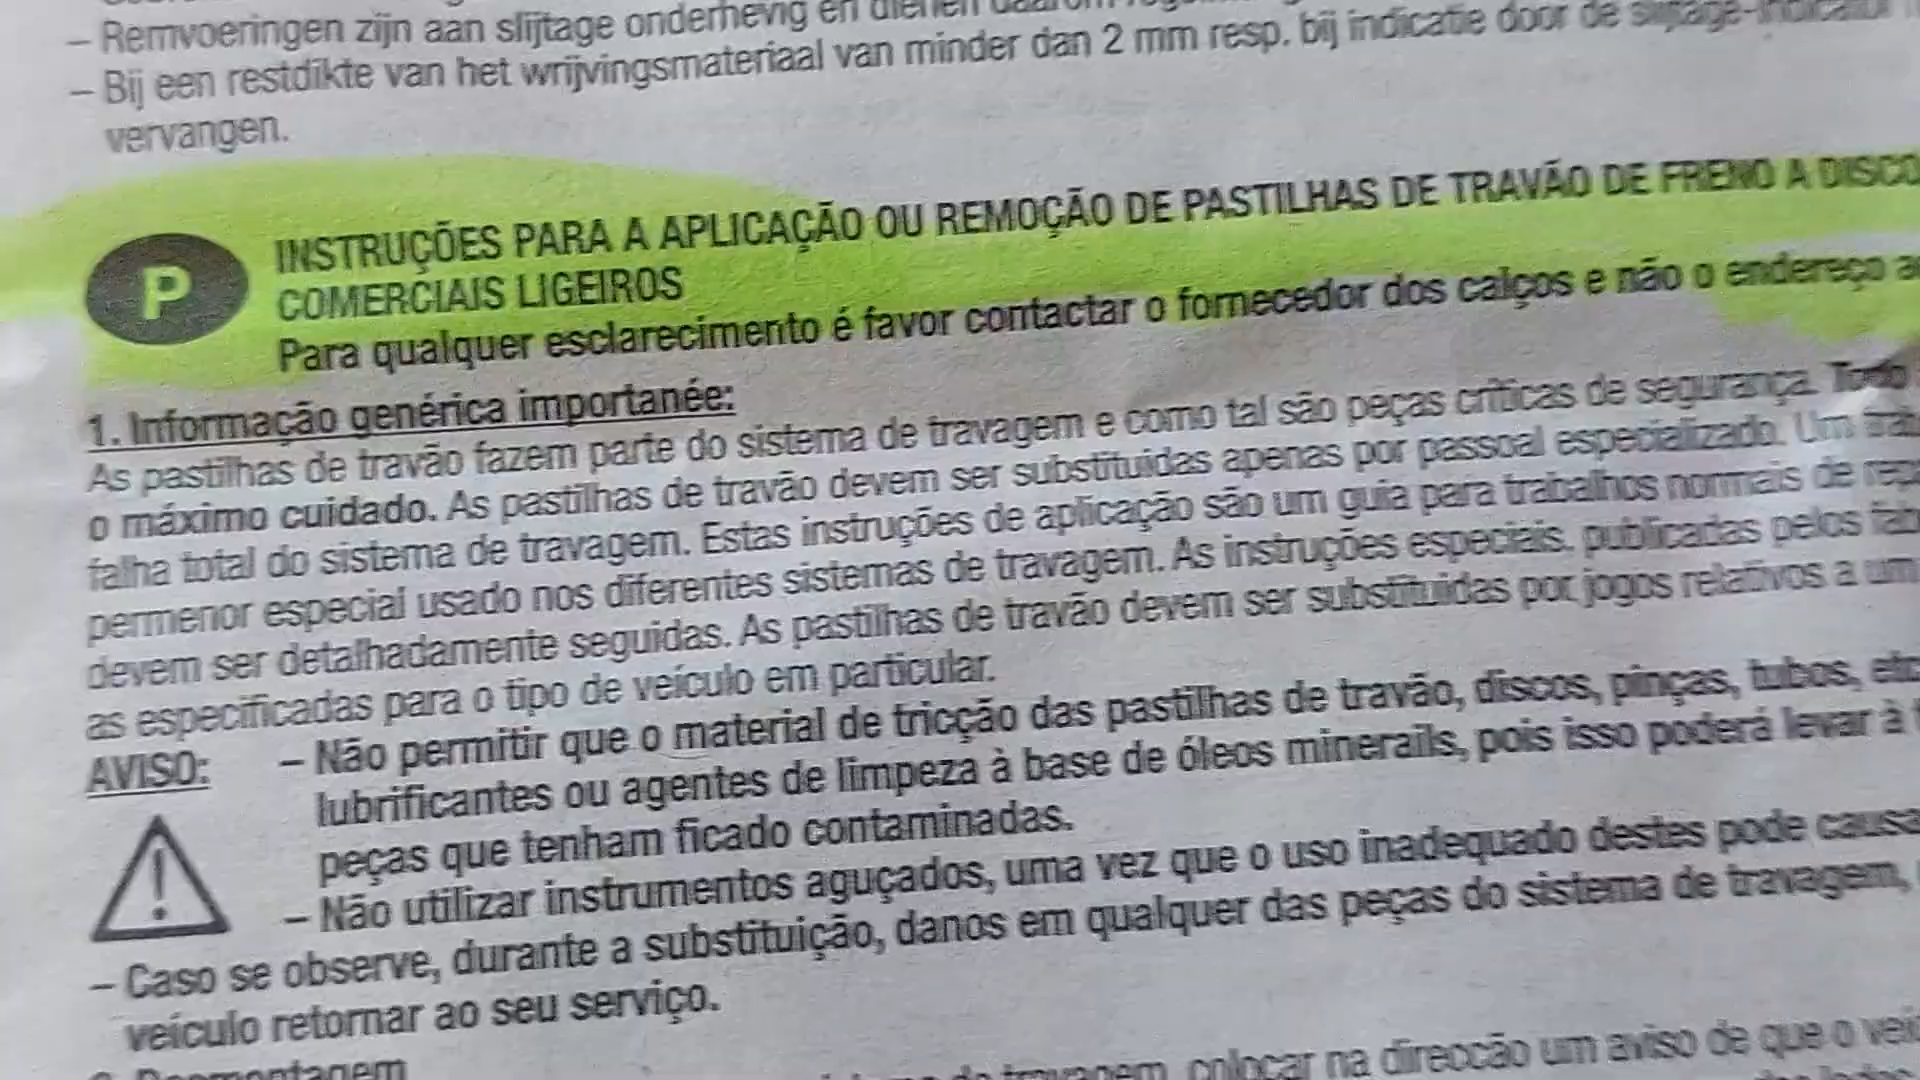 – Remvoeringen zijn aan slijtage onderhevig en dienen daarom
– Bij een restdikte van het wrijvingsmateriaal van minder dan 2 mm resp. bij indicatie door de slijtage-indicator
vervangen.
P
INSTRUÇÕES PARA A APLICAÇÃO OU REMOÇÃO DE PASTILHAS DE TRAVÃO DE FRENO A DISCO
COMERCIAIS LIGEIROS
Para qualquer esclarecimento é favor contactar o fornecedor dos calços e não o endereço
1. Informação genérica importanée:
As pastilhas de travão fazem parte do sistema de travagem e como tal são peças críticas de segurança. Todo
o máximo cuidado. As pastilhas de travão devem ser substituidas apenas por passoal especializado. Um
falha total do sistema de travagem. Estas instruções de aplicação são um guia para trabalhos normais de
permenor especial usado nos diferentes sistemas de travagem. As instruções especiais, publicadas pelos
devem ser detalhadamente seguidas. As pastilhas de travão devem ser substituidas por jogos relativos a um
as especificadas para o tipo de veículo em particular.
AVISO: – Não permitir que o material de tricção das pastilhas de travão, discos, pinças, tubos, etc
lubrificantes ou agentes de limpeza à base de óleos minerails, pois isso poderá levar à
peças que tenham ficado contaminadas.
– Não utilizar instrumentos aguçados, uma vez que o uso inadequado destes pode
– Caso se observe, durante a substituição, danos em qualquer das peças do sistema de travagem,
veículo retornar ao seu serviço.
Desmontagem
travagem, colocar na direcção um aviso de que o